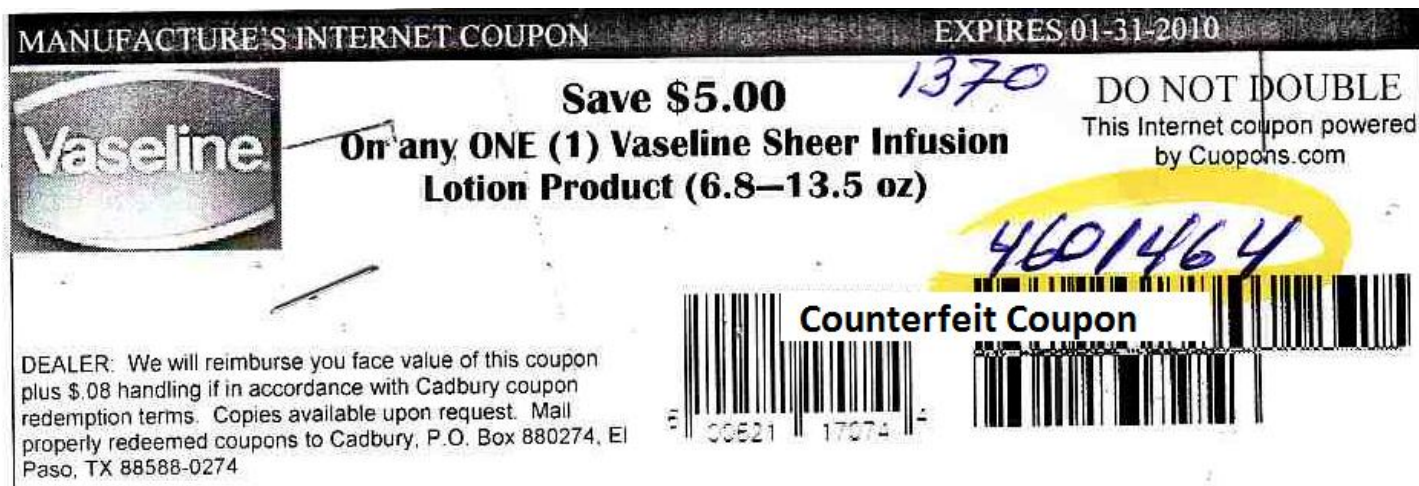 MANUFACTURE'S INTERNET COUPON EXPIRES 01-31-2010
Vaseline
Save $5.00
On any ONE (1) Vaseline Sheer Infusion
Lotion Product (6.8—13.5 oz)
1370
DO NOT DOUBLE
This Internet coupon powered
by Cuopons.com
4601464
Counterfeit Coupon
DEALER: We will reimburse you face value of this coupon
plus $.08 handling if in accordance with Cadbury coupon
redemption terms. Copies available upon request. Mail
properly redeemed coupons to Cadbury, P.O. Box 880274, El
Paso, TX 88588-0274